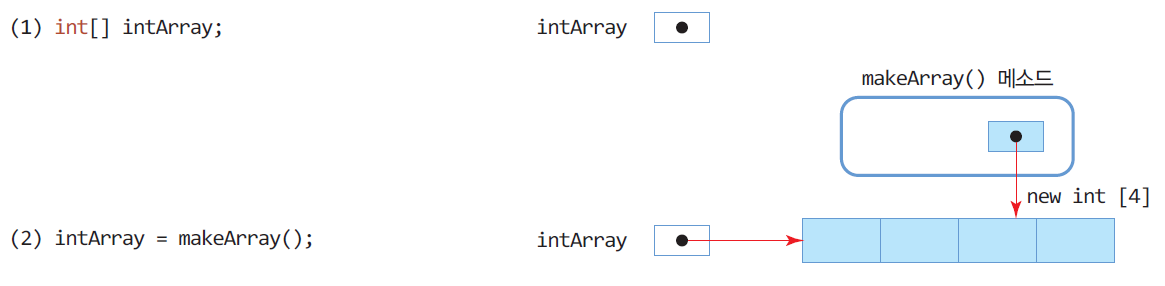 (1) int[] intArray; intArray
makeArray() 메소드
new int [4]
(2) intArray = makeArray(); intArray